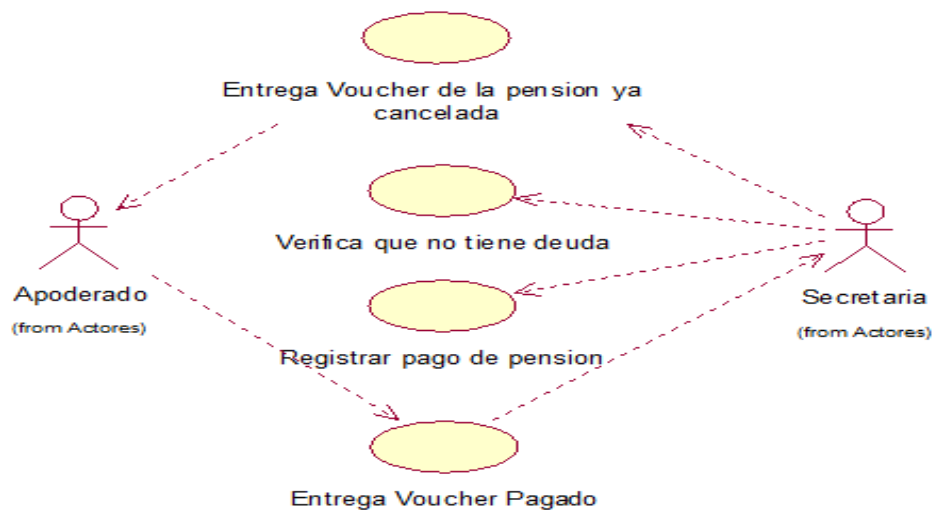 Entrega Voucher de la pension ya
cancelada
Verifica que no tiene deuda
Apoderado
(from Actores)
Secretaria
(from Actores)
Registrar pago de pension
Entrega Voucher Pagado